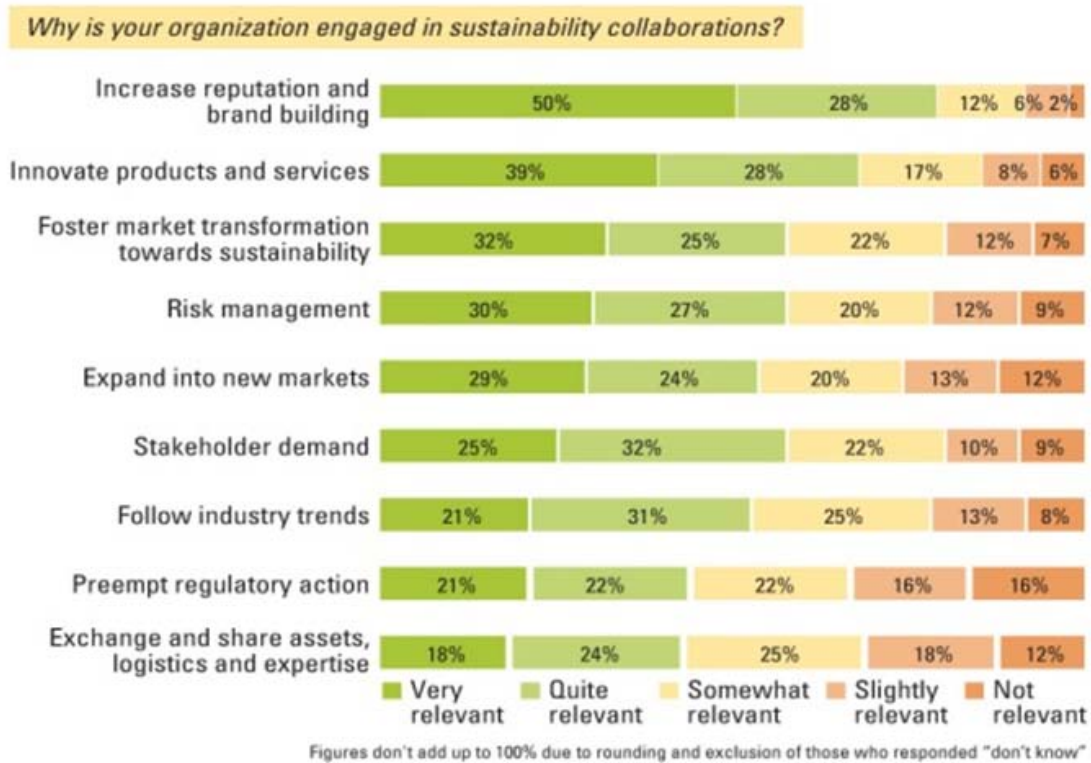 Why is your organization engaged in sustainability collaborations?
Increase reputation and
brand building
50% 28% 12% 6% 2%
Innovate products and services
39% 28% 17% 8% 6%
Foster market transformation
towards sustainability
32% 25% 22% 12% 7%
Risk management
30% 27% 20% 12% 9%
Expand into new markets
29% 24% 20% 13% 12%
Stakeholder demand
25% 32% 22% 10% 9%
Follow industry trends
21% 31% 25% 13% 8%
Preempt regulatory action
21% 22% 22% 16% 16%
Exchange and share assets,
logistics and expertise
18% 24% 25% 18% 12%
Very
relevant
Quite
relevant
Somewhat
relevant
Slightly
relevant
Not
relevant
Figures don't add up to 100% due to rounding and exclusion of those who responded "don't know"